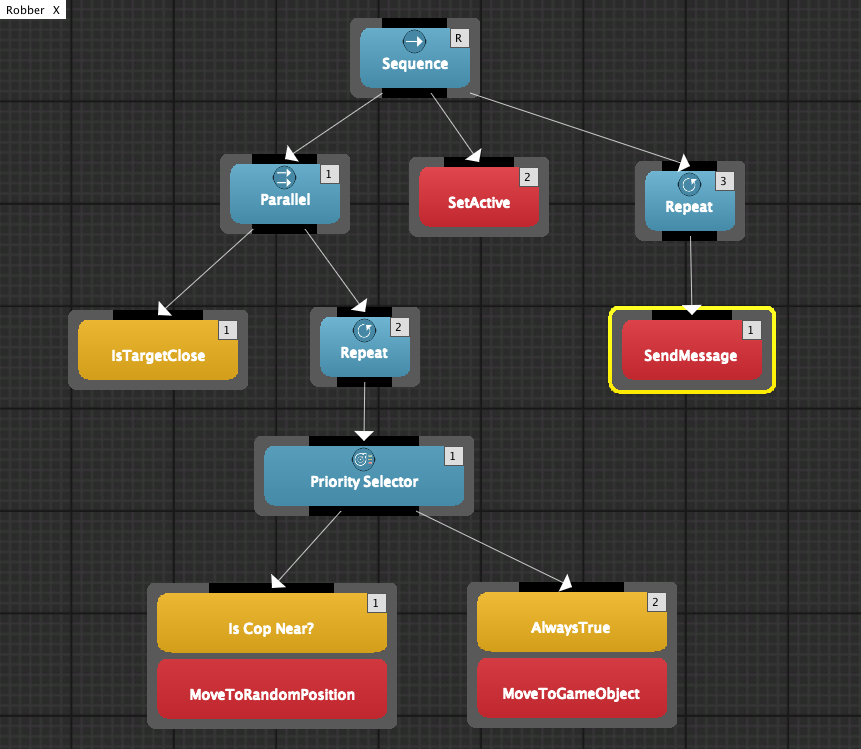 Robber X
R
Sequence
1
Parallel
2
SetActive
3
Repeat
1
IsTargetClose
2
Repeat
1
SendMessage
1
Priority Selector
1
Is Cop Near?
MoveToRandomPosition
2
AlwaysTrue
MoveToGameObject